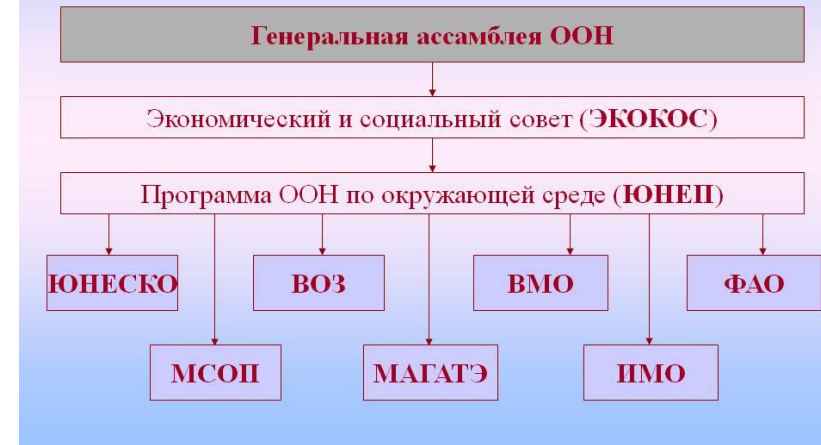 Генеральная ассамблея ООН
Экономический и социальный совет (ЭКОКОС)
Программа ООН по окружающей среде (ЮНЕП)
ЮНЕСКО
ВОЗ
ВМО
ФАО
МСОП
МАГАТЭ
ИМО